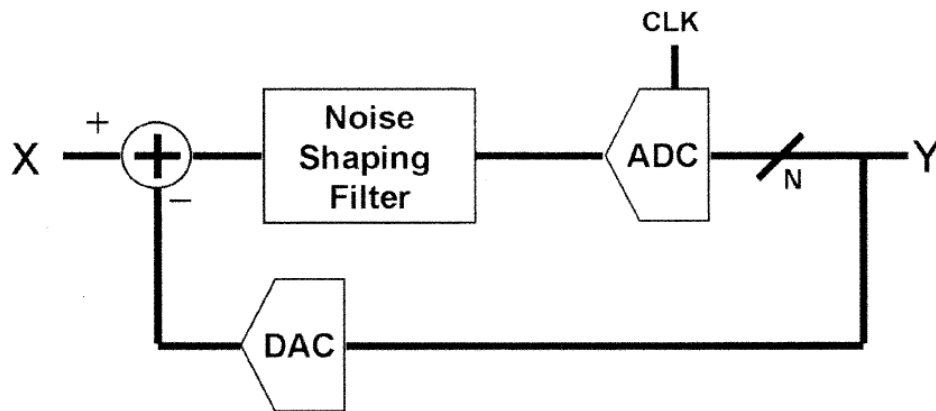 CLK
+
X
Noise
Shaping
Filter
ADC
N
Y
−
DAC